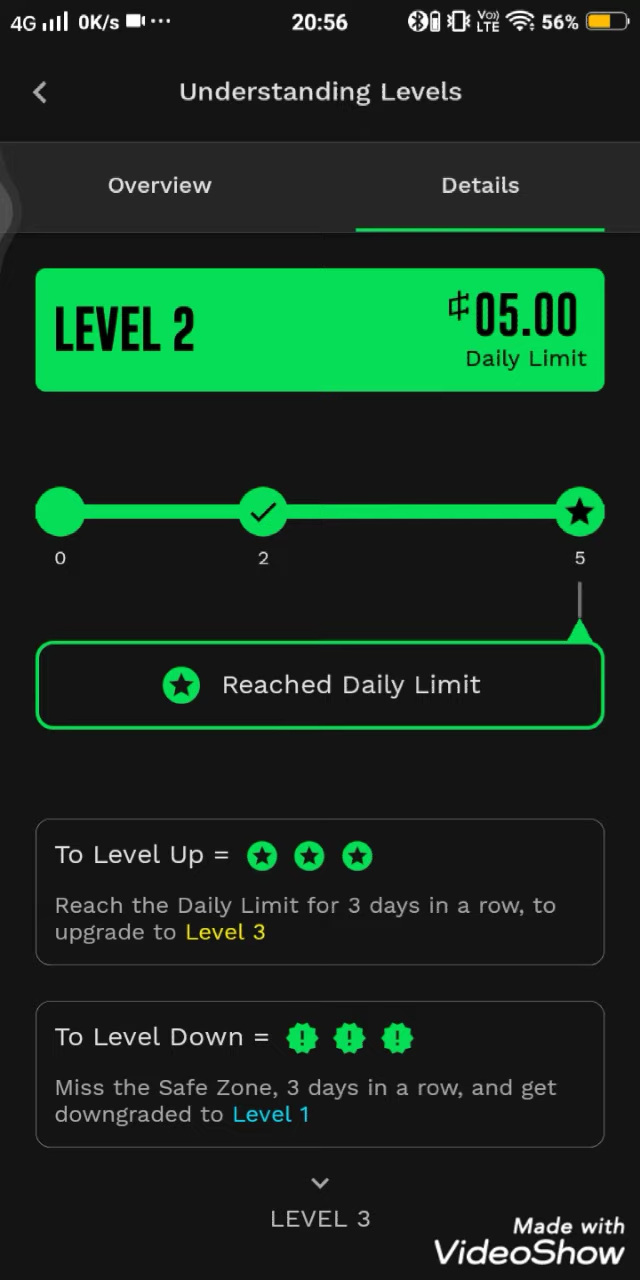 4G 0K/s ... 20:56 Vo)) LTE 56%
Understanding Levels
Overview Details
LEVEL 2 ₵05.00
Daily Limit
0 2 5
Reached Daily Limit
To Level Up =
Reach the Daily Limit for 3 days in a row, to
upgrade to Level 3
To Level Down = ! ! !
Miss the Safe Zone, 3 days in a row, and get
downgraded to Level 1
LEVEL 3
Made with
VideoShow